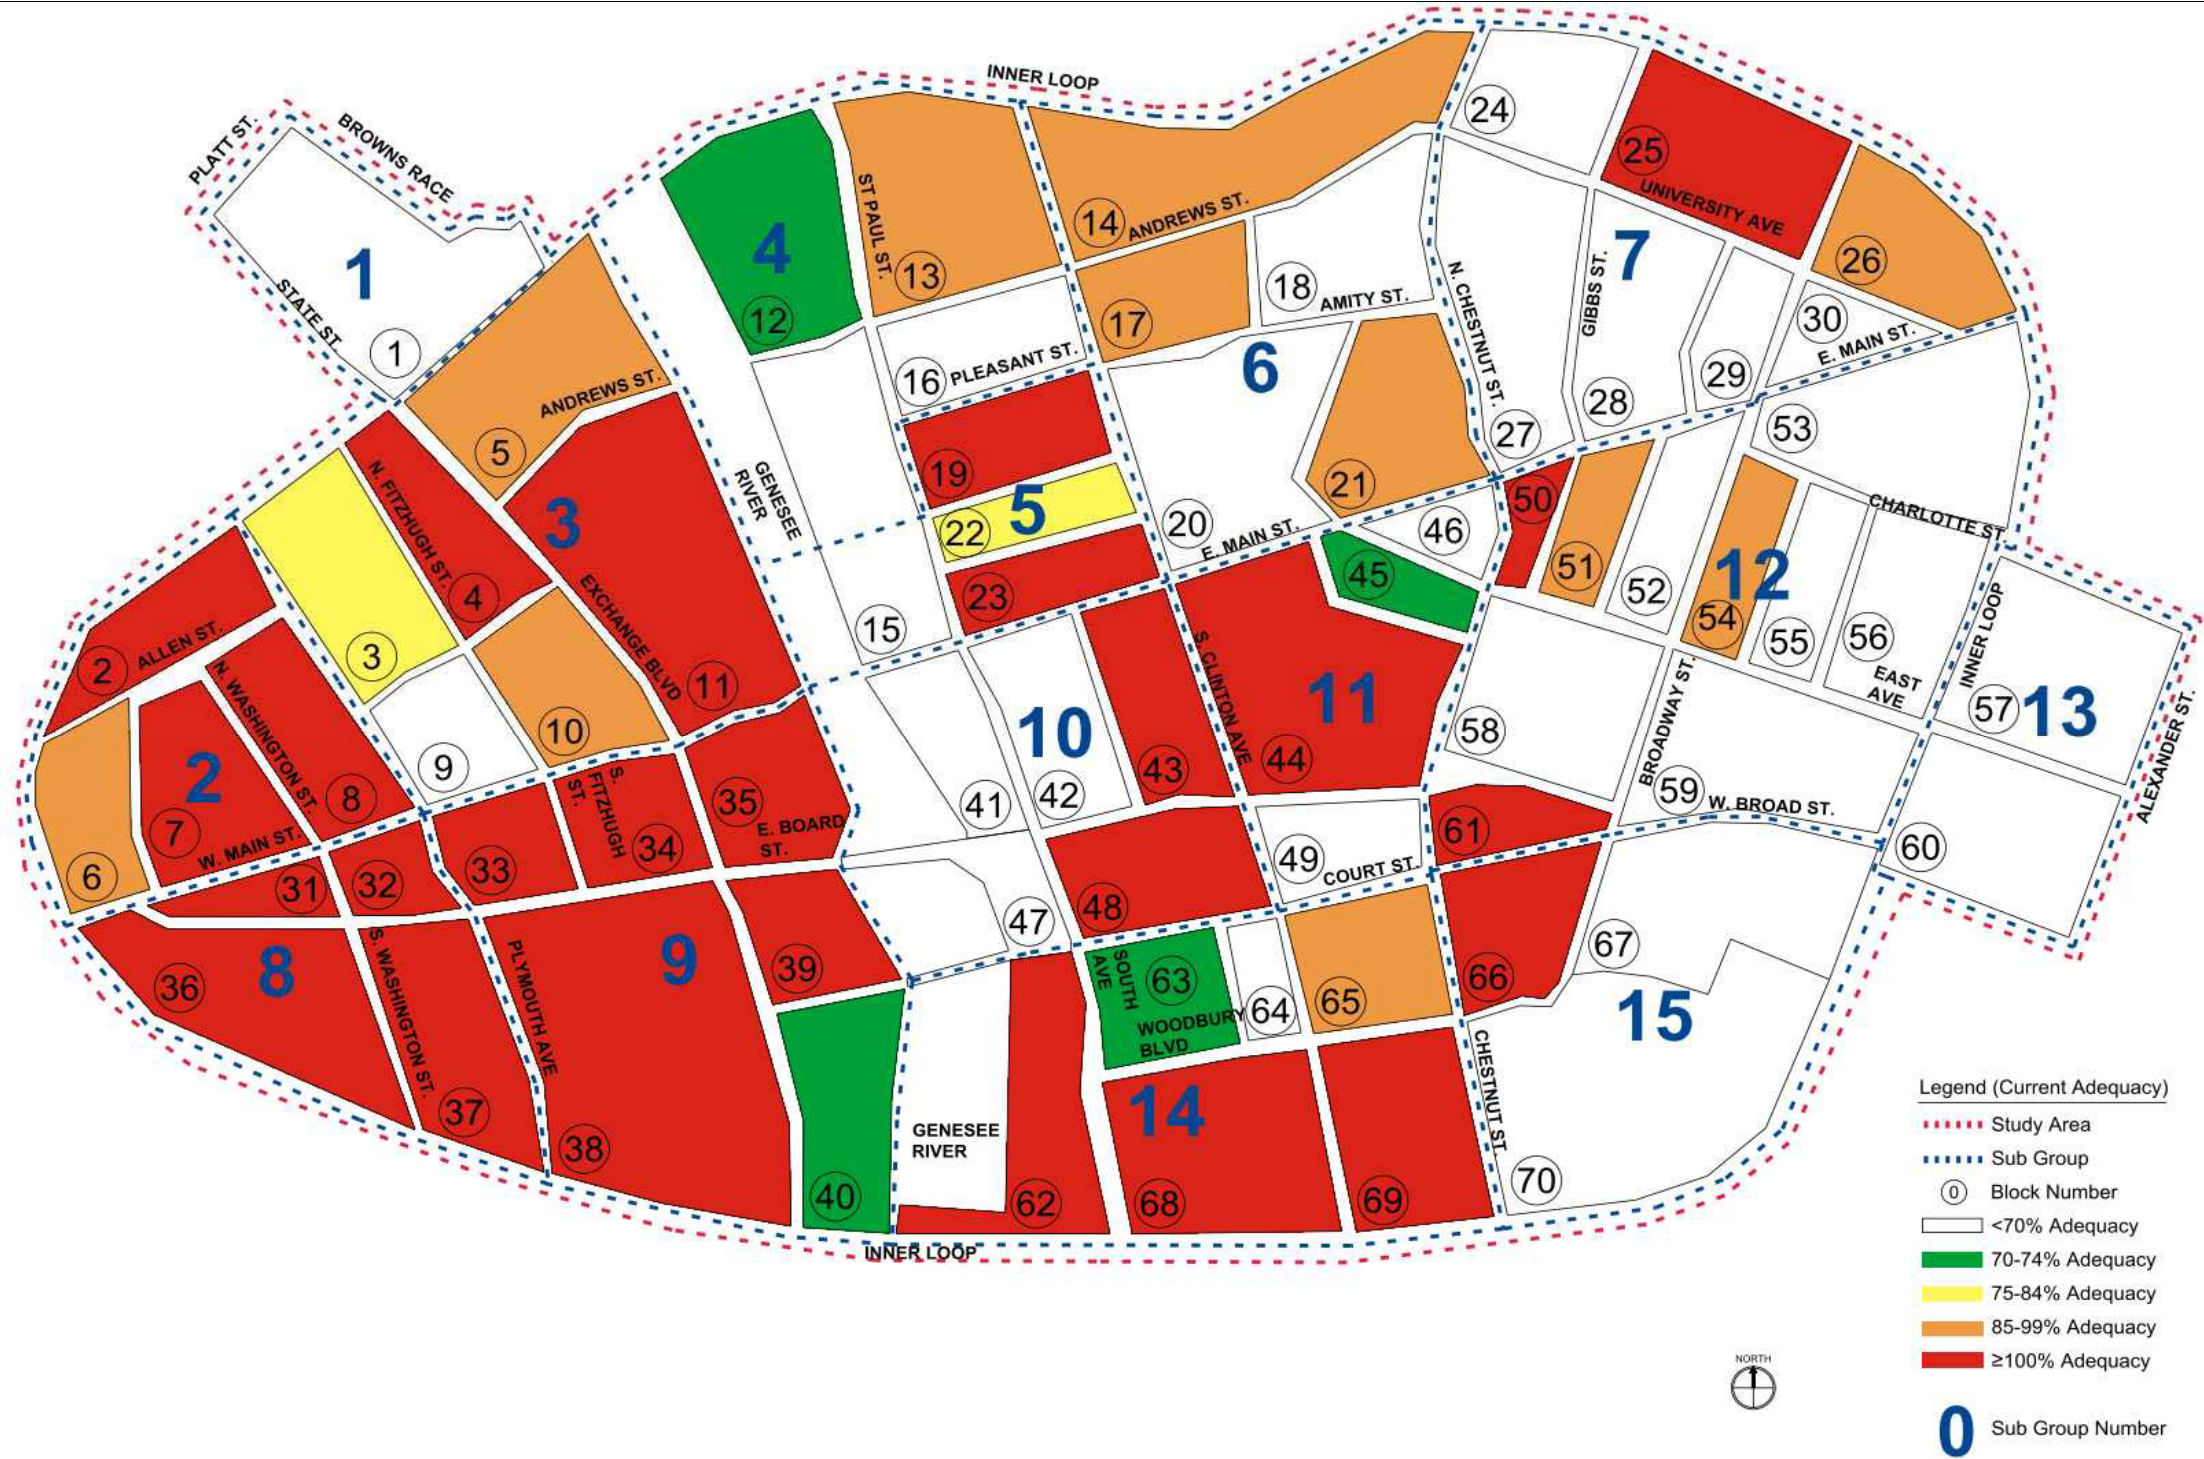 INNER LOOP
PLATT ST.
BROWNS RACE
STATE ST.
1
1
ST PAUL ST.
4
12
13
14
ANDREWS ST.
24
25
UNIVERSITY AVE
26
7
GIBBS ST.
N. CHESTNUT ST.
18
AMITY ST.
17
16
PLEASANT ST.
6
27
28
29
30
E. MAIN ST.
53
CHARLOTTE ST.
5
ANDREWS ST.
3
N. FITZHUGH ST.
4
EXCHANGE BLVD
11
GENESEE
RIVER
15
19
5
22
23
20
E. MAIN ST.
21
46
45
50
51
52
12
54
55
56
EAST
AVE
INNER LOOP
57
13
ALEXANDER ST.
2
ALLEN ST.
3
N. WASHINGTON ST.
2
7
8
9
10
6
W. MAIN ST.
31
32
33
S.
FITZHUGH
ST.
34
35
E. BOARD
ST.
41
10
42
43
S. CLINTON AVE
11
44
58
BROADWAY ST.
59
W. BROAD ST.
60
61
49
COURT ST.
48
47
36
8
S. WASHINGTON ST.
37
PLYMOUTH AVE
9
38
39
40
GENESEE
RIVER
62
SOUTH
AVE
63
WOODBURY
BLVD
64
65
66
67
15
14
68
69
CHESTNUT ST.
70
INNER LOOP
Legend (Current Adequacy)
Study Area
Sub Group
0 Block Number
<70% Adequacy
70-74% Adequacy
75-84% Adequacy
85-99% Adequacy
≥100% Adequacy
NORTH
0 Sub Group Number